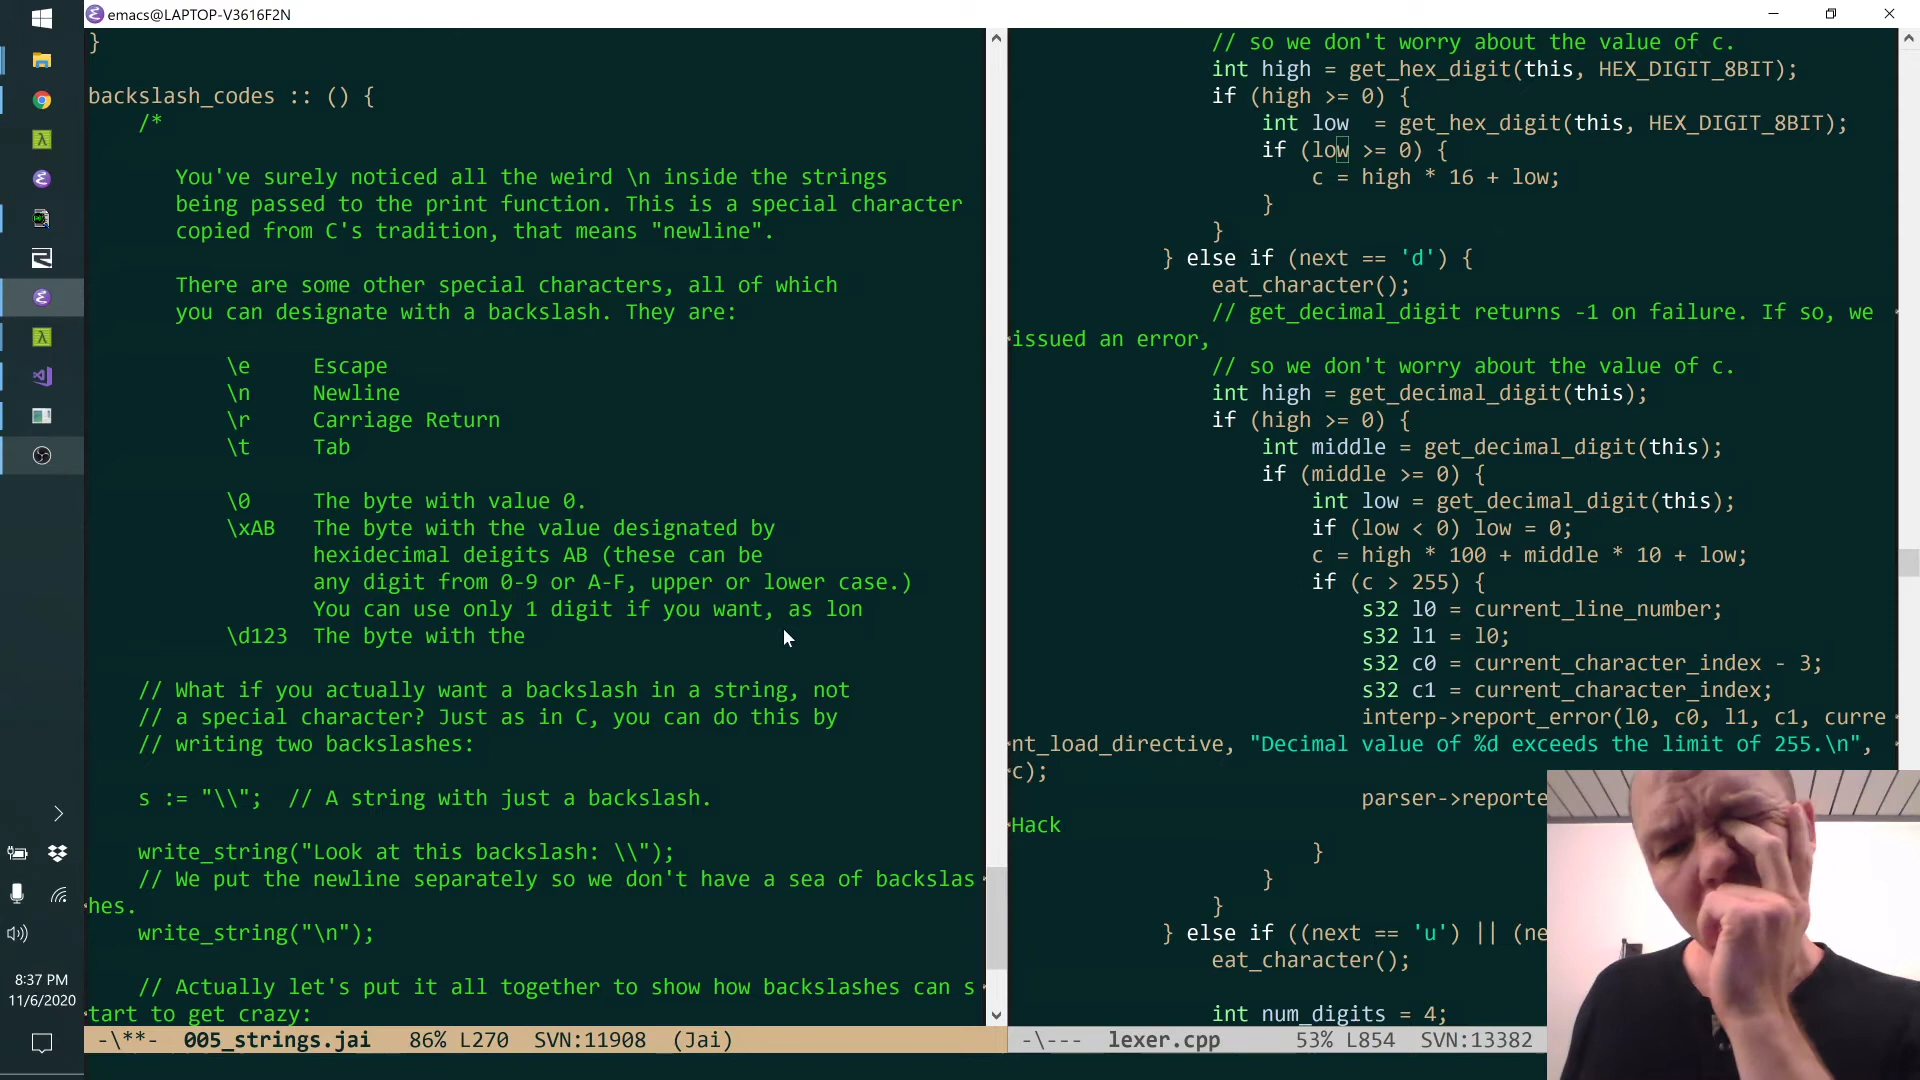 emacs@LAPTOP-V3616F2N
}
backslash_codes :: () {
/*
You've surely noticed all the weird \n inside the strings
being passed to the print function. This is a special character
copied from C's tradition, that means "newline".
There are some other special characters, all of which
you can designate with a backslash. They are:
\e Escape
\n Newline
\r Carriage Return
\t Tab
\0 The byte with value 0.
\xAB The byte with the value designated by
hexidecimal deigits AB (these can be
any digit from 0-9 or A-F, upper or lower case.)
You can use only 1 digit if you want, as lon
\d123 The byte with the
// What if you actually want a backslash in a string, not
// a special character? Just as in C, you can do this by
// writing two backslashes:
s := "\\"; // A string with just a backslash.
write_string("Look at this backslash: \\");
// We put the newline separately so we don't have a sea of backslas
hes.
write_string("\n");
// Actually let's put it all together to show how backslashes can s
tart to get crazy:
-\**- 005_strings.jai 86% L270 SVN:11908 (Jai)
// so we don't worry about the value of c.
int high = get_hex_digit(this, HEX_DIGIT_8BIT);
if (high >= 0) {
int low = get_hex_digit(this, HEX_DIGIT_8BIT);
if (low >= 0) {
c = high * 16 + low;
}
}
} else if (next == 'd') {
eat_character();
// get_decimal_digit returns -1 on failure. If so, we
issued an error,
// so we don't worry about the value of c.
int high = get_decimal_digit(this);
if (high >= 0) {
int middle = get_decimal_digit(this);
if (middle >= 0) {
int low = get_decimal_digit(this);
if (low < 0) low = 0;
c = high * 100 + middle * 10 + low;
if (c > 255) {
s32 l0 = current_line_number;
s32 l1 = l0;
s32 c0 = current_character_index - 3;
s32 c1 = current_character_index;
interp->report_error(l0, c0, l1, c1, curre
nt_load_directive, "Decimal value of %d exceeds the limit of 255.\n",
c);
parser->reporte
Hack
}
}
}
} else if ((next == 'u') || (ne
eat_character();
int num_digits = 4;
-\--- lexer.cpp 53% L854 SVN:13382
8:37 PM
11/6/2020